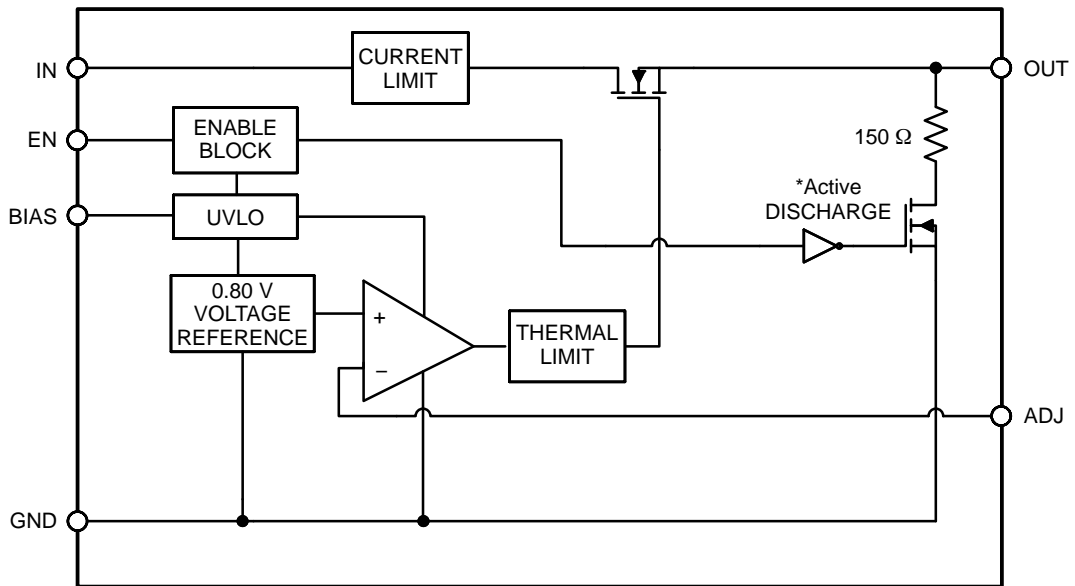 IN
CURRENT
LIMIT
OUT
EN
ENABLE
BLOCK
150 Ω
*Active
DISCHARGE
BIAS
UVLO
0.80 V
VOLTAGE
REFERENCE
+
−
THERMAL
LIMIT
ADJ
GND